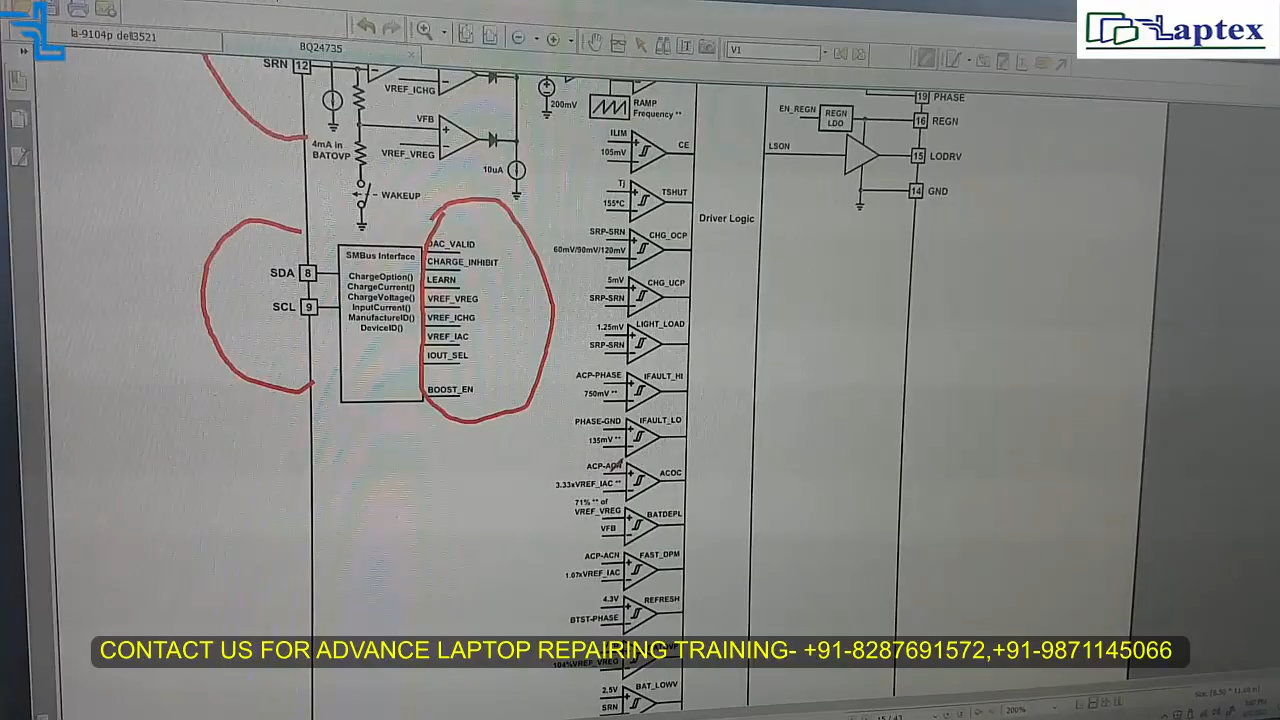 Laptex
la-9104p dell3521
BQ24735
V1
SRN 12
VREF_ICHG
200mV
RAMP
Frequency **
VFB
4mA in
BATOVP
VREF_VREG
10uA
WAKEUP
ILIM
105mV
CE
Tj
155°C
TSHUT
SRP-SRN
60mV/90mV/120mV
CHG_OCP
5mV
SRP-SRN
CHG_UCP
1.25mV
SRP-SRN
LIGHT_LOAD
ACP-PHASE
750mV **
IFAULT_HI
PHASE-GND
135mV **
IFAULT_LO
3.33xVREF_IAC **
ACOC
71% ** of
VREF_VREG
VFB
BATDEPL
ACP-ACN
1.07xVREF_IAC
FAST_DPM
4.3V
BTST-PHASE
REFRESH
104%VREF_VREG
2.5V
SRN
BAT_LOWV
Driver Logic
EN_REGN
REGN
LDO
LSON
19 PHASE
16 REGN
15 LODRV
14 GND
SDA 8
SCL 9
SMBus Interface
ChargeOption()
ChargeCurrent()
ChargeVoltage()
InputCurrent()
ManufactureID()
DeviceID()
DAC_VALID
CHARGE_INHIBIT
LEARN
VREF_VREG
VREF_ICHG
VREF_IAC
IOUT_SEL
BOOST_EN
CONTACT US FOR ADVANCE LAPTOP REPAIRING TRAINING- +91-8287691572,+91-9871145066
200%